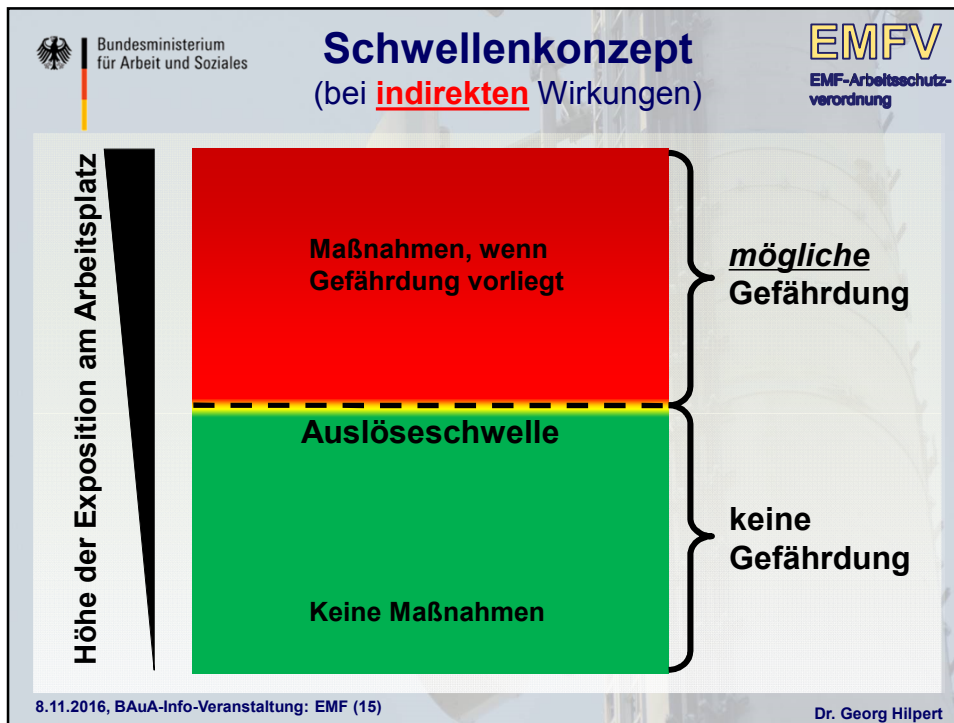 Bundesministerium
für Arbeit und Soziales
Schwellenkonzept
(bei indirekten Wirkungen)
EMFV
EMF-Arbeitsschutz-
verordnung
Höhe der Exposition am Arbeitsplatz
Maßnahmen, wenn
Gefährdung vorliegt
mögliche
Gefährdung
Auslöseschwelle
keine
Gefährdung
Keine Maßnahmen
8.11.2016, BAuA-Info-Veranstaltung: EMF (15)
Dr. Georg Hilpert